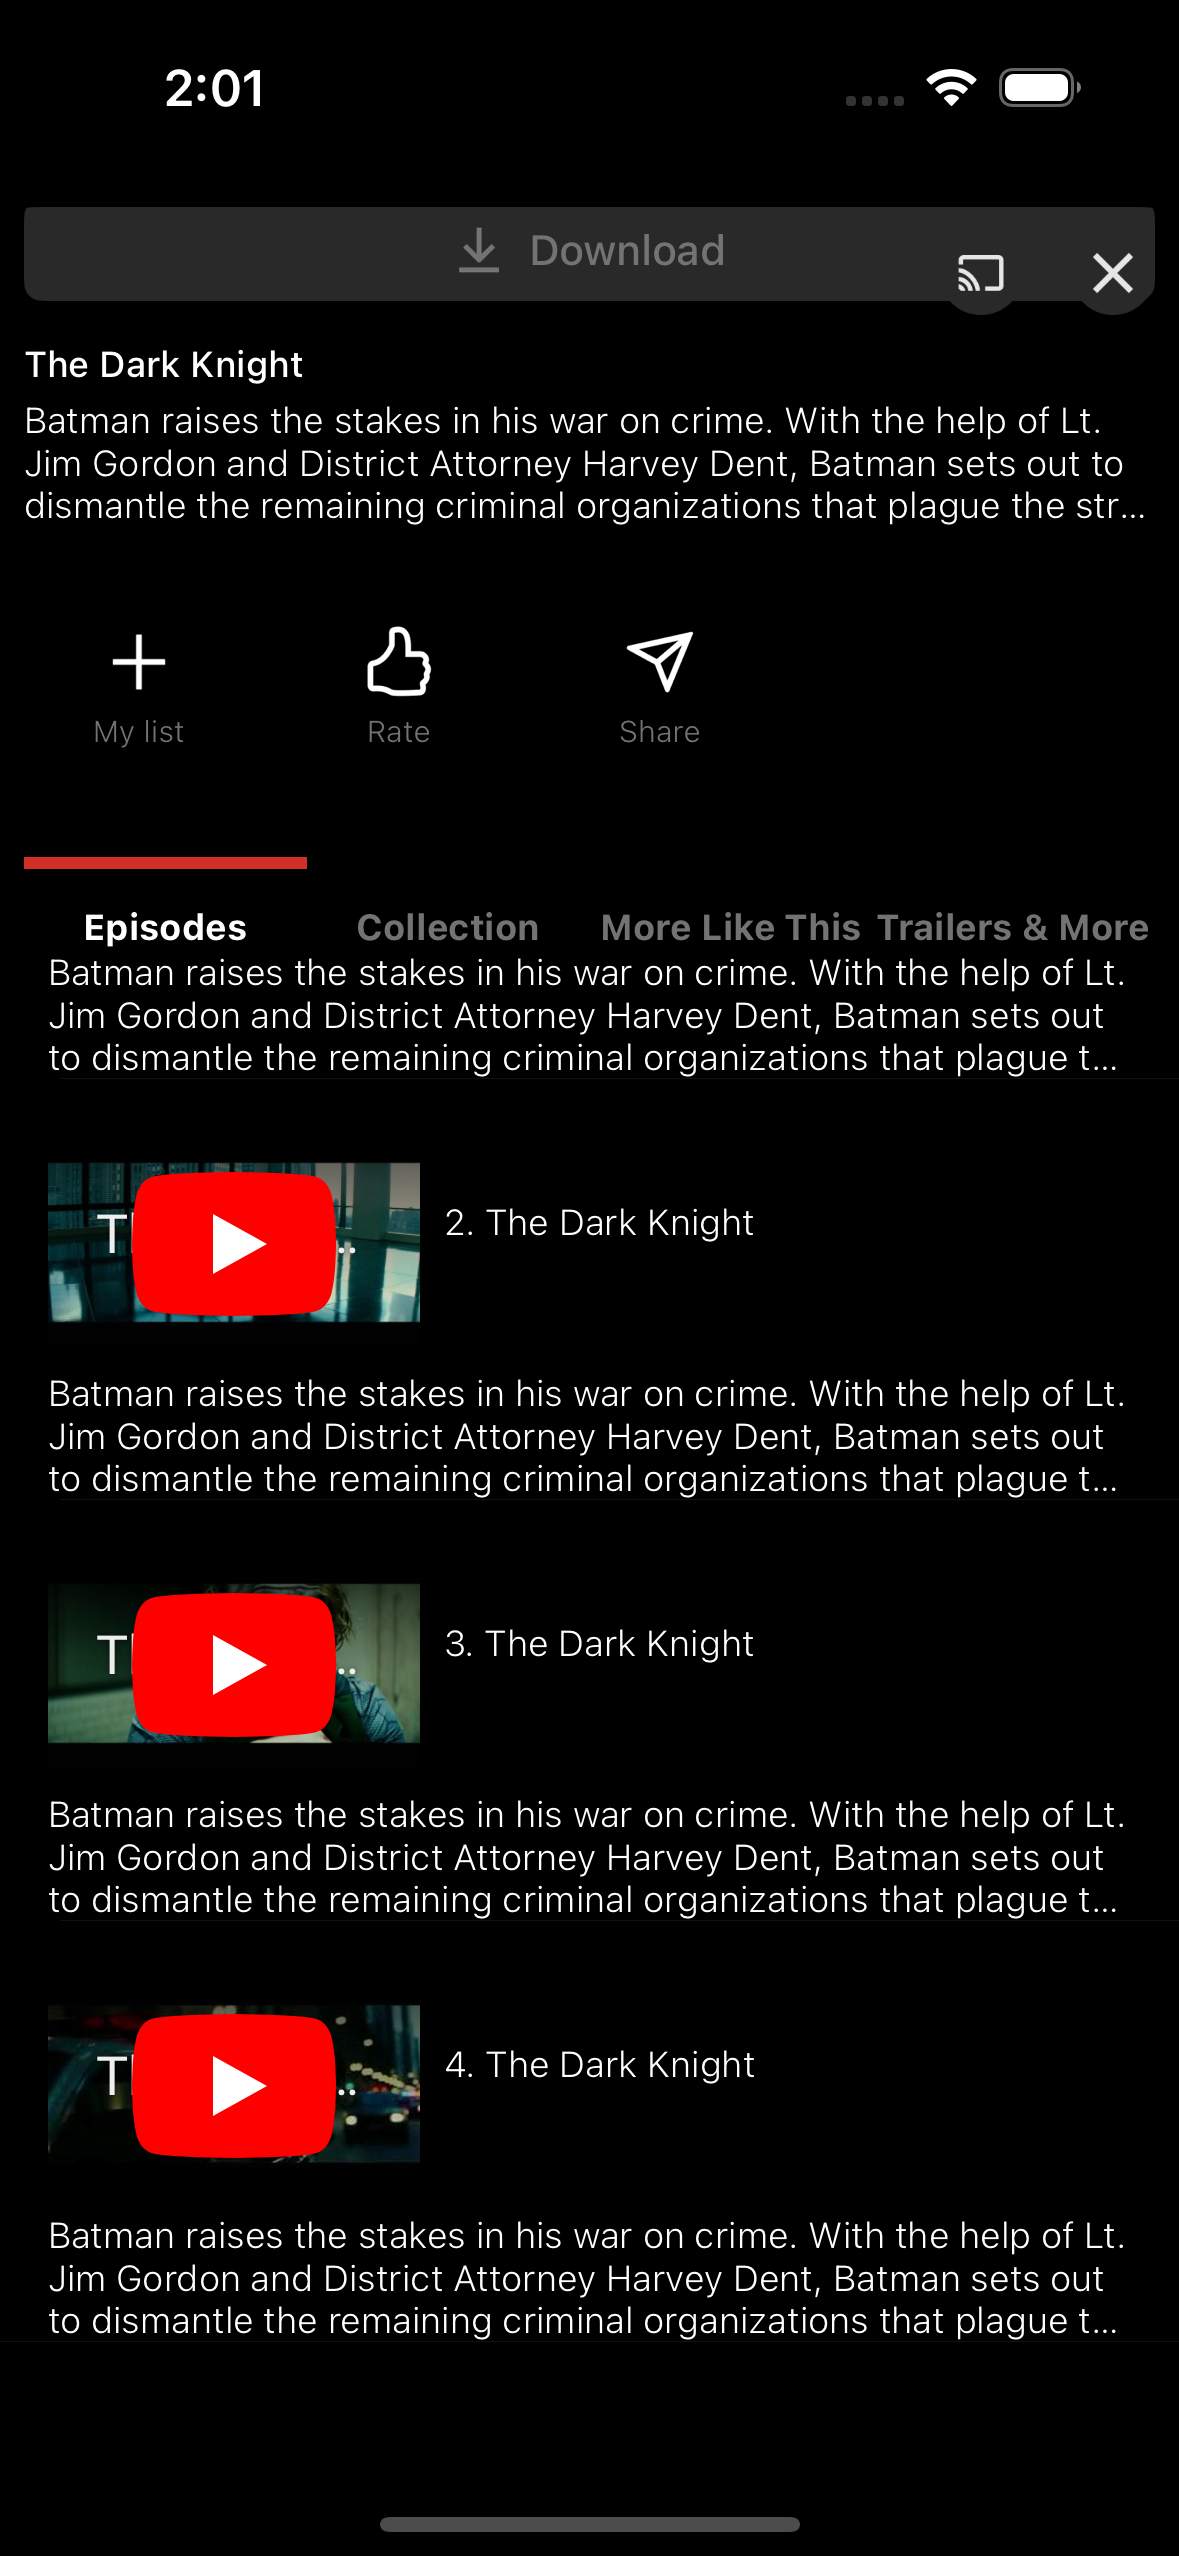 2:01
Download
The Dark Knight
Batman raises the stakes in his war on crime. With the help of Lt.
Jim Gordon and District Attorney Harvey Dent, Batman sets out to
dismantle the remaining criminal organizations that plague the str...
My list
Rate
Share
Episodes Collection More Like This Trailers & More
Batman raises the stakes in his war on crime. With the help of Lt.
Jim Gordon and District Attorney Harvey Dent, Batman sets out
to dismantle the remaining criminal organizations that plague t...
2. The Dark Knight
Batman raises the stakes in his war on crime. With the help of Lt.
Jim Gordon and District Attorney Harvey Dent, Batman sets out
to dismantle the remaining criminal organizations that plague t...
3. The Dark Knight
Batman raises the stakes in his war on crime. With the help of Lt.
Jim Gordon and District Attorney Harvey Dent, Batman sets out
to dismantle the remaining criminal organizations that plague t...
4. The Dark Knight
Batman raises the stakes in his war on crime. With the help of Lt.
Jim Gordon and District Attorney Harvey Dent, Batman sets out
to dismantle the remaining criminal organizations that plague t...